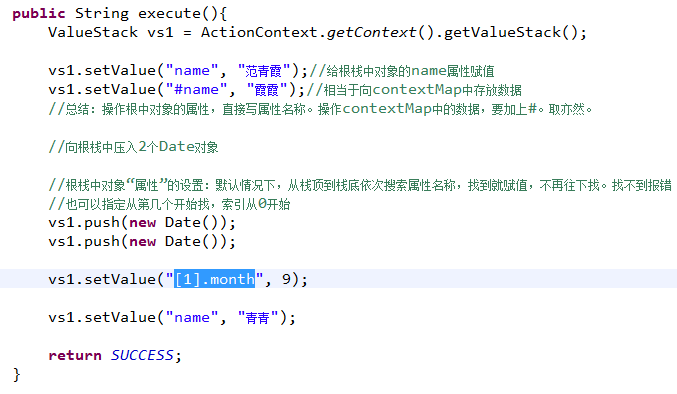 public String execute(){
ValueStack vs1 = ActionContext.getContext().getValueStack();
vs1.setValue("name", "范青霞");//给根栈中对象的name属性赋值
vs1.setValue("#name", "霞霞");//相当于向contextMap中存放数据
//总结：操作根中对象的属性，直接写属性名称。操作contextMap中的数据，要加上#。取亦然。
//向根栈中压入2个Date对象
//根栈中对象“属性”的设置：默认情况下，从栈顶到栈底依次搜索属性名称，找到就赋值，不再往下找。找不到报错
//也可以指定从第几个开始找，索引从0开始
vs1.push(new Date());
vs1.push(new Date());
vs1.setValue("[1].month", 9);
vs1.setValue("name", "青青");
return SUCCESS;
}